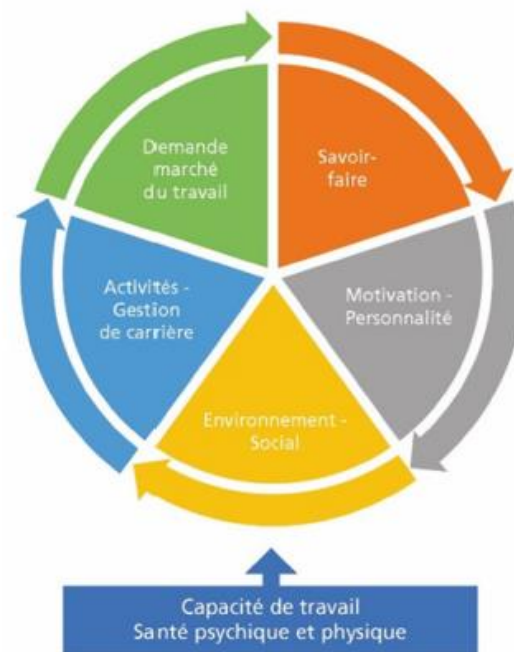 Demande
marché
du travail
Savoir-
faire
Activités -
Gestion
de carrière
Motivation -
Personnalité
Environnement -
Social
Capacité de travail
Santé psychique et physique